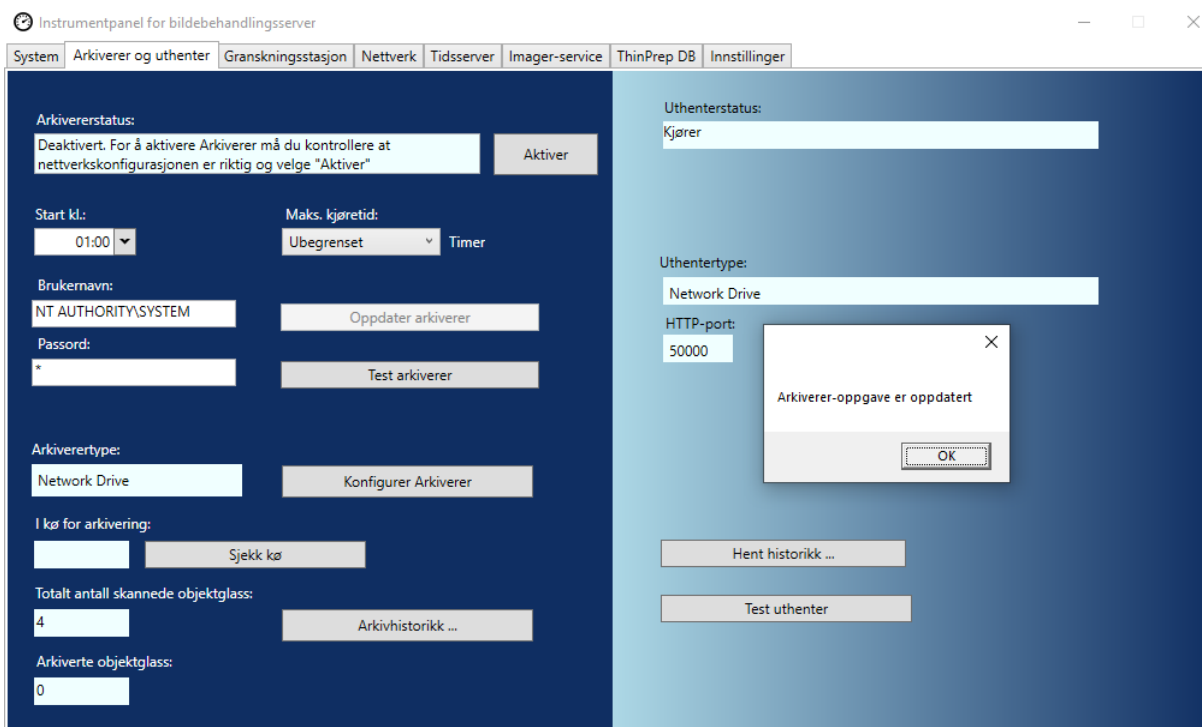 Instrumentpanel for bildebehandlingsserver
System Arkiverer og uthenter Granskningsstasjon Nettverk Tidsserver Imager-service ThinPrep DB Innstillinger
Arkivererstatus:
Deaktivert. For å aktivere Arkiverer må du kontrollere at
nettverkskonfigurasjonen er riktig og velge "Aktiver"
Aktiver
Start kl.:
01:00
Maks. kjøretid:
Ubegrenset
Timer
Brukernavn:
NT AUTHORITY\SYSTEM
Oppdater arkiverer
Passord:
*
Test arkiverer
Arkiverertype:
Network Drive
Konfigurer Arkiverer
I kø for arkivering:
Sjekk kø
Totalt antall skannede objektglass:
4
Arkivhistorikk ...
Arkiverte objektglass:
0
Uthenterstatus:
Kjører
Uthentertype:
Network Drive
HTTP-port:
50000
Arkiverer-oppgave er oppdatert
OK
Hent historikk ...
Test uthenter